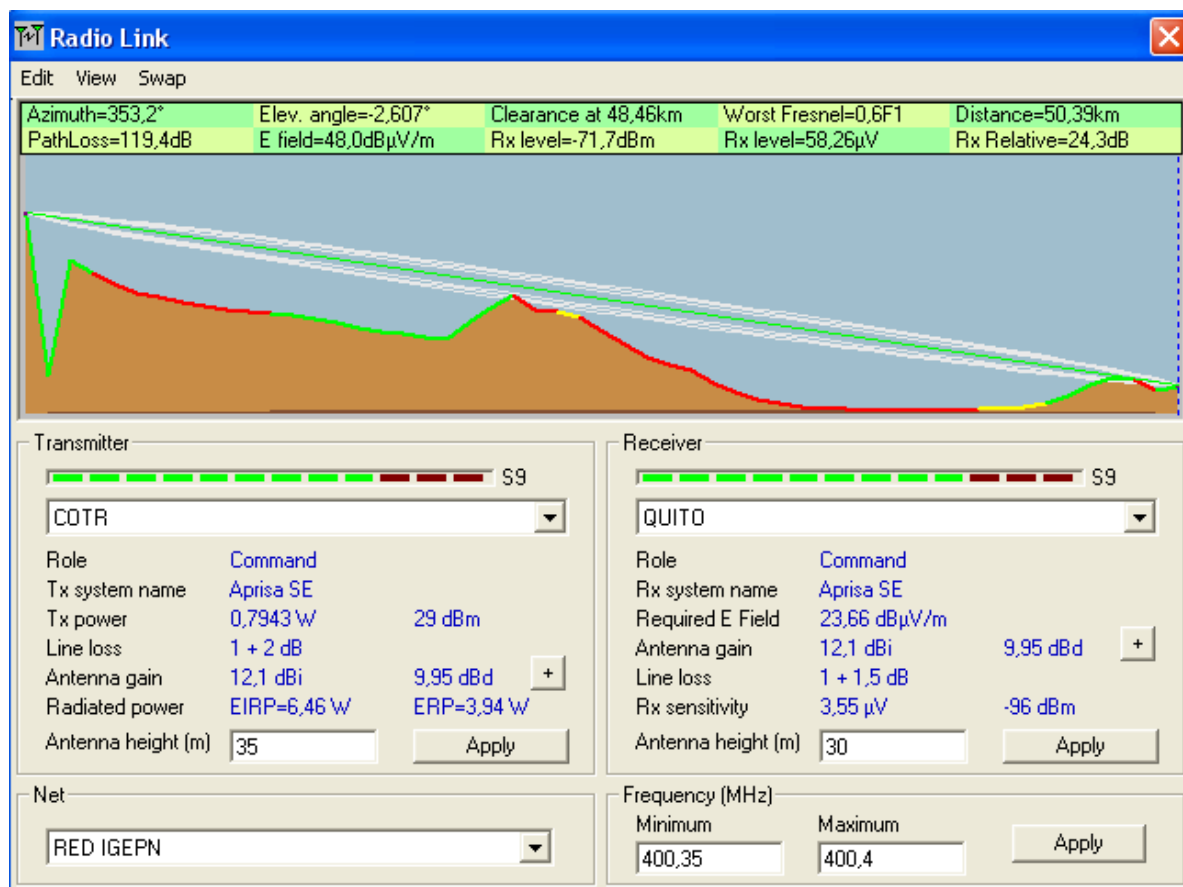 Radio Link
Edit View Swap
Azimuth=353,2° Elev. angle=-2,607° Clearance at 48,46km Worst Fresnel=0,6F1 Distance=50,39km
PathLoss=119,4dB E field=48,0dBµV/m Rx level=-71,7dBm Rx level=58,26µV Rx Relative=24,3dB
Transmitter
S9
COTR
Role Command
Tx system name Aprisa SE
Tx power 0,7943 W 29 dBm
Line loss 1 + 2 dB
Antenna gain 12,1 dBi 9,95 dBd +
Radiated power EIRP=6,46 W ERP=3,94 W
Antenna height (m) 35 Apply
Receiver
S9
QUITO
Role Command
Rx system name Aprisa SE
Required E Field 23,66 dBµV/m
Antenna gain 12,1 dBi 9,95 dBd +
Line loss 1 + 1,5 dB
Rx sensitivity 3,55 µV -96 dBm
Antenna height (m) 30 Apply
Net
RED IGEPN
Frequency (MHz)
Minimum Maximum
400,35 400,4 Apply